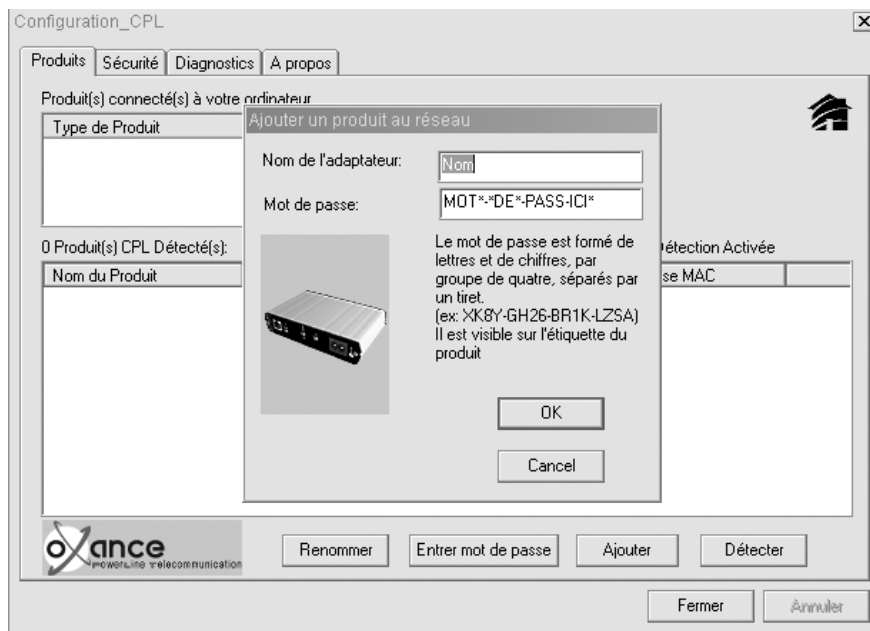 Configuration_CPL
Produits
Sécurité
Diagnostics
A propos
Produit(s) connecté(s) à votre ordinateur
Type de Produit
Ajouter un produit au réseau
Nom de l'adaptateur:
Nom
Mot de passe:
MOT*-*DE*-PASS-ICI*
Le mot de passe est formé de
lettres et de chiffres, par
groupe de quatre, séparés par
un tiret.
(ex: XK8Y-GH26-BR1K-LZSA)
Il est visible sur l'étiquette du
produit
OK
Cancel
0 Produit(s) CPL Détecté(s):
Détection Activée
Nom du Produit
se MAC
oxance
PowerLine Telecommunication
Renommer
Entrer mot de passe
Ajouter
Détecter
Fermer
Annuler